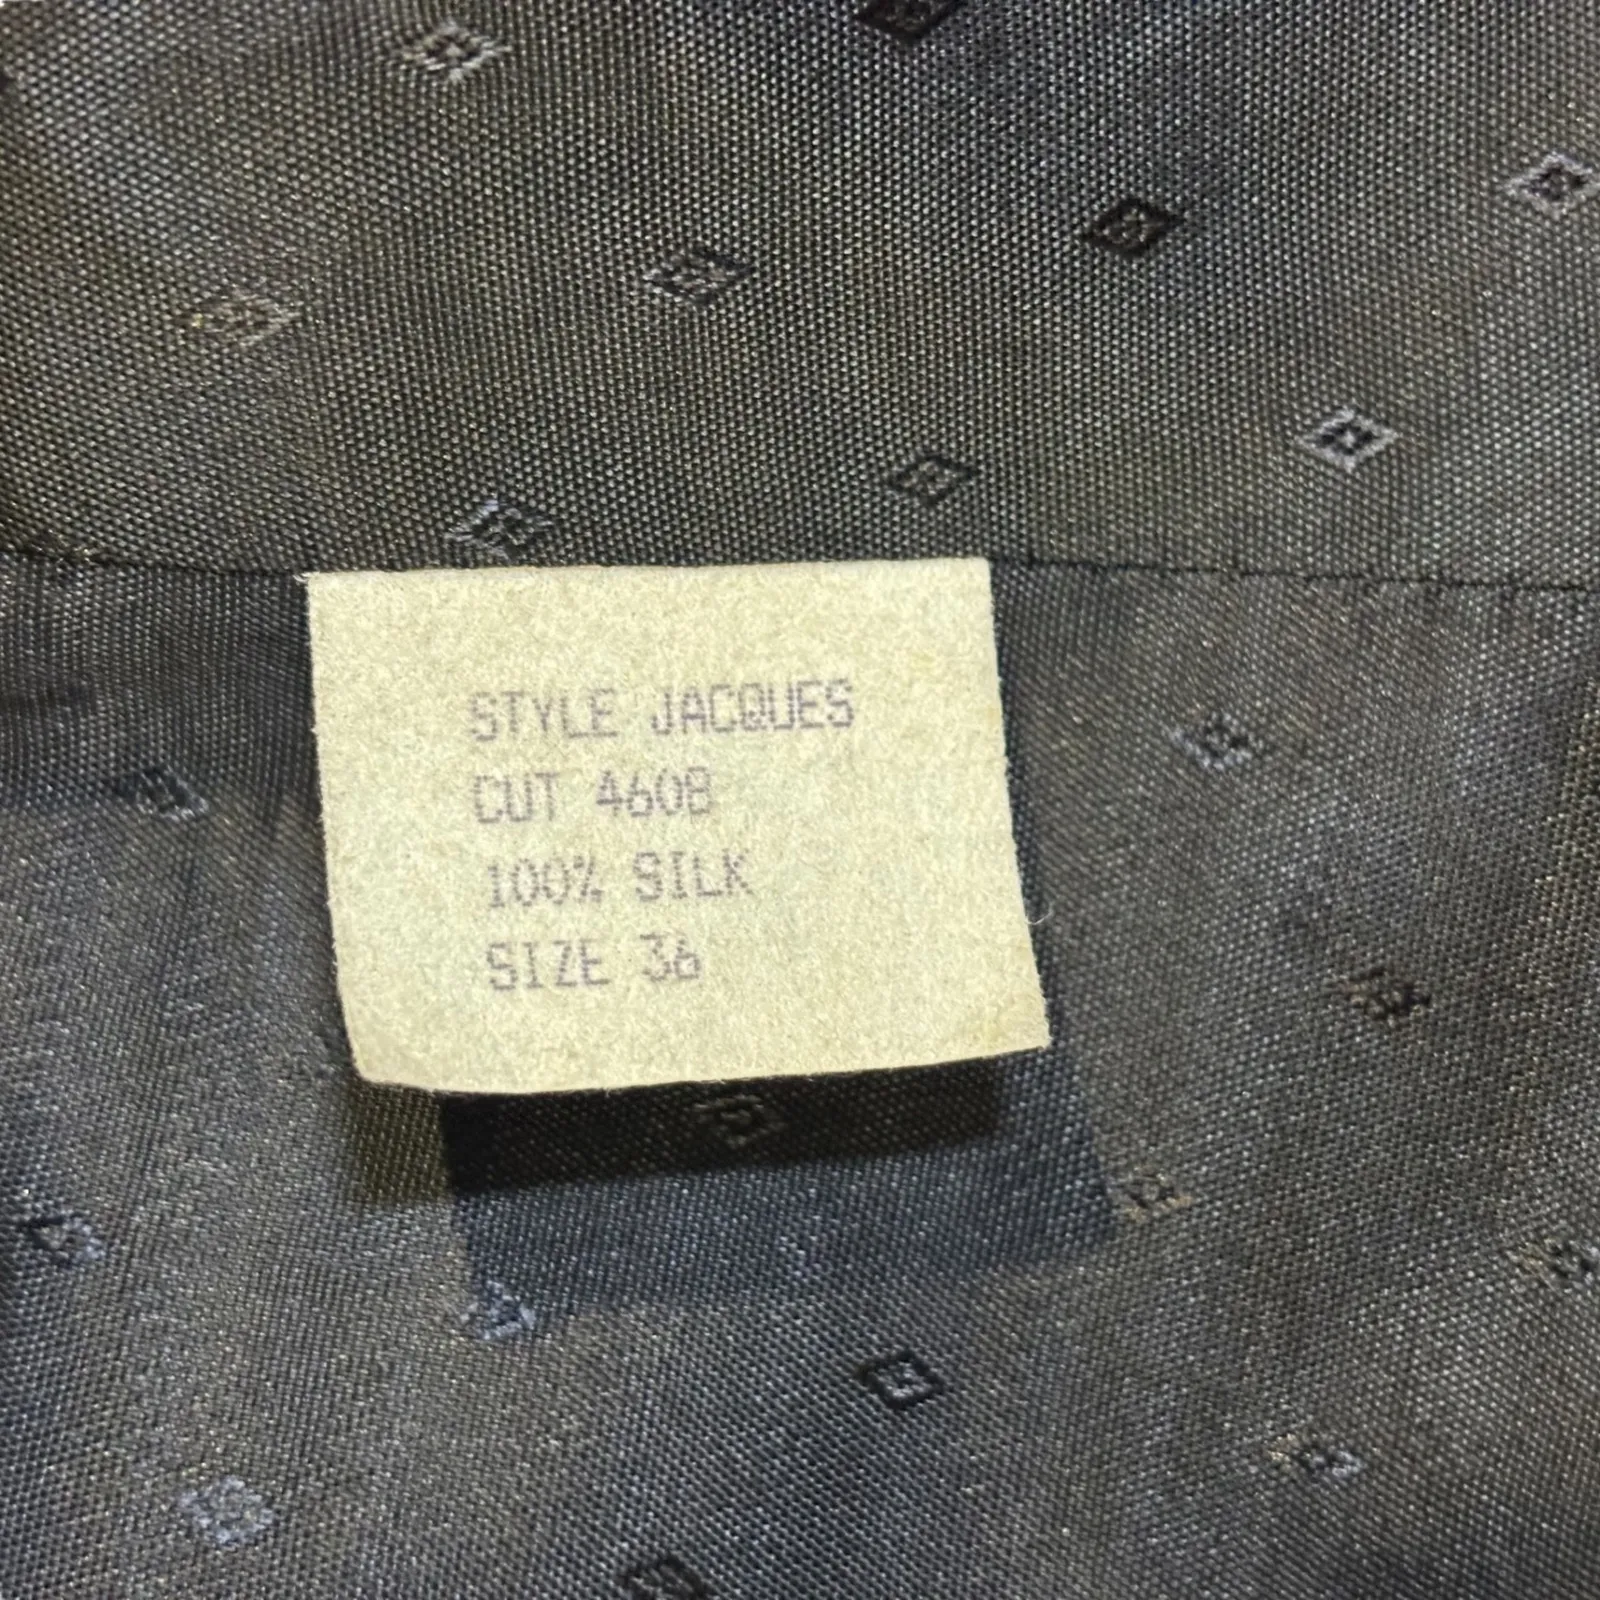 STYLE JACQUES
CUT 4608
100% SILK
SIZE 36